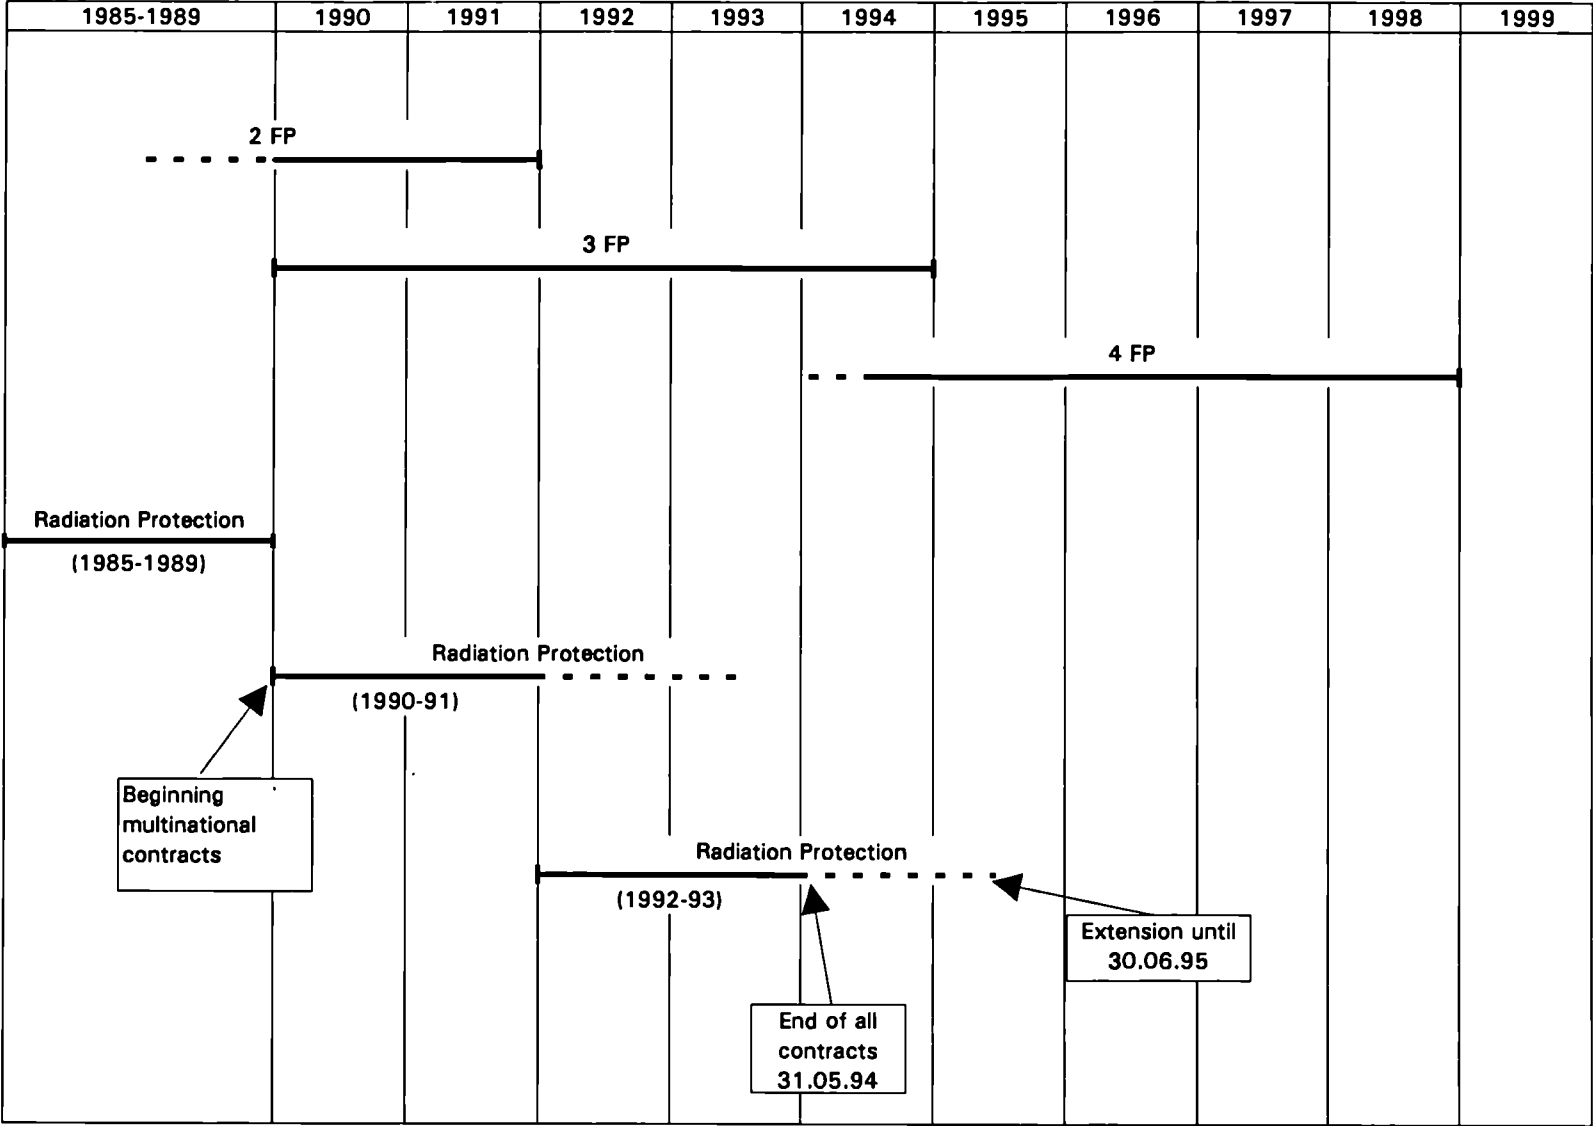 1985-1989 1990 1991 1992 1993 1994 1995 1996 1997 1998 1999
2 FP
3 FP
4 FP
Radiation Protection
(1985-1989)
Radiation Protection
(1990-91)
Beginning
multinational
contracts
Radiation Protection
(1992-93)
Extension until
30.06.95
End of all
contracts
31.05.94